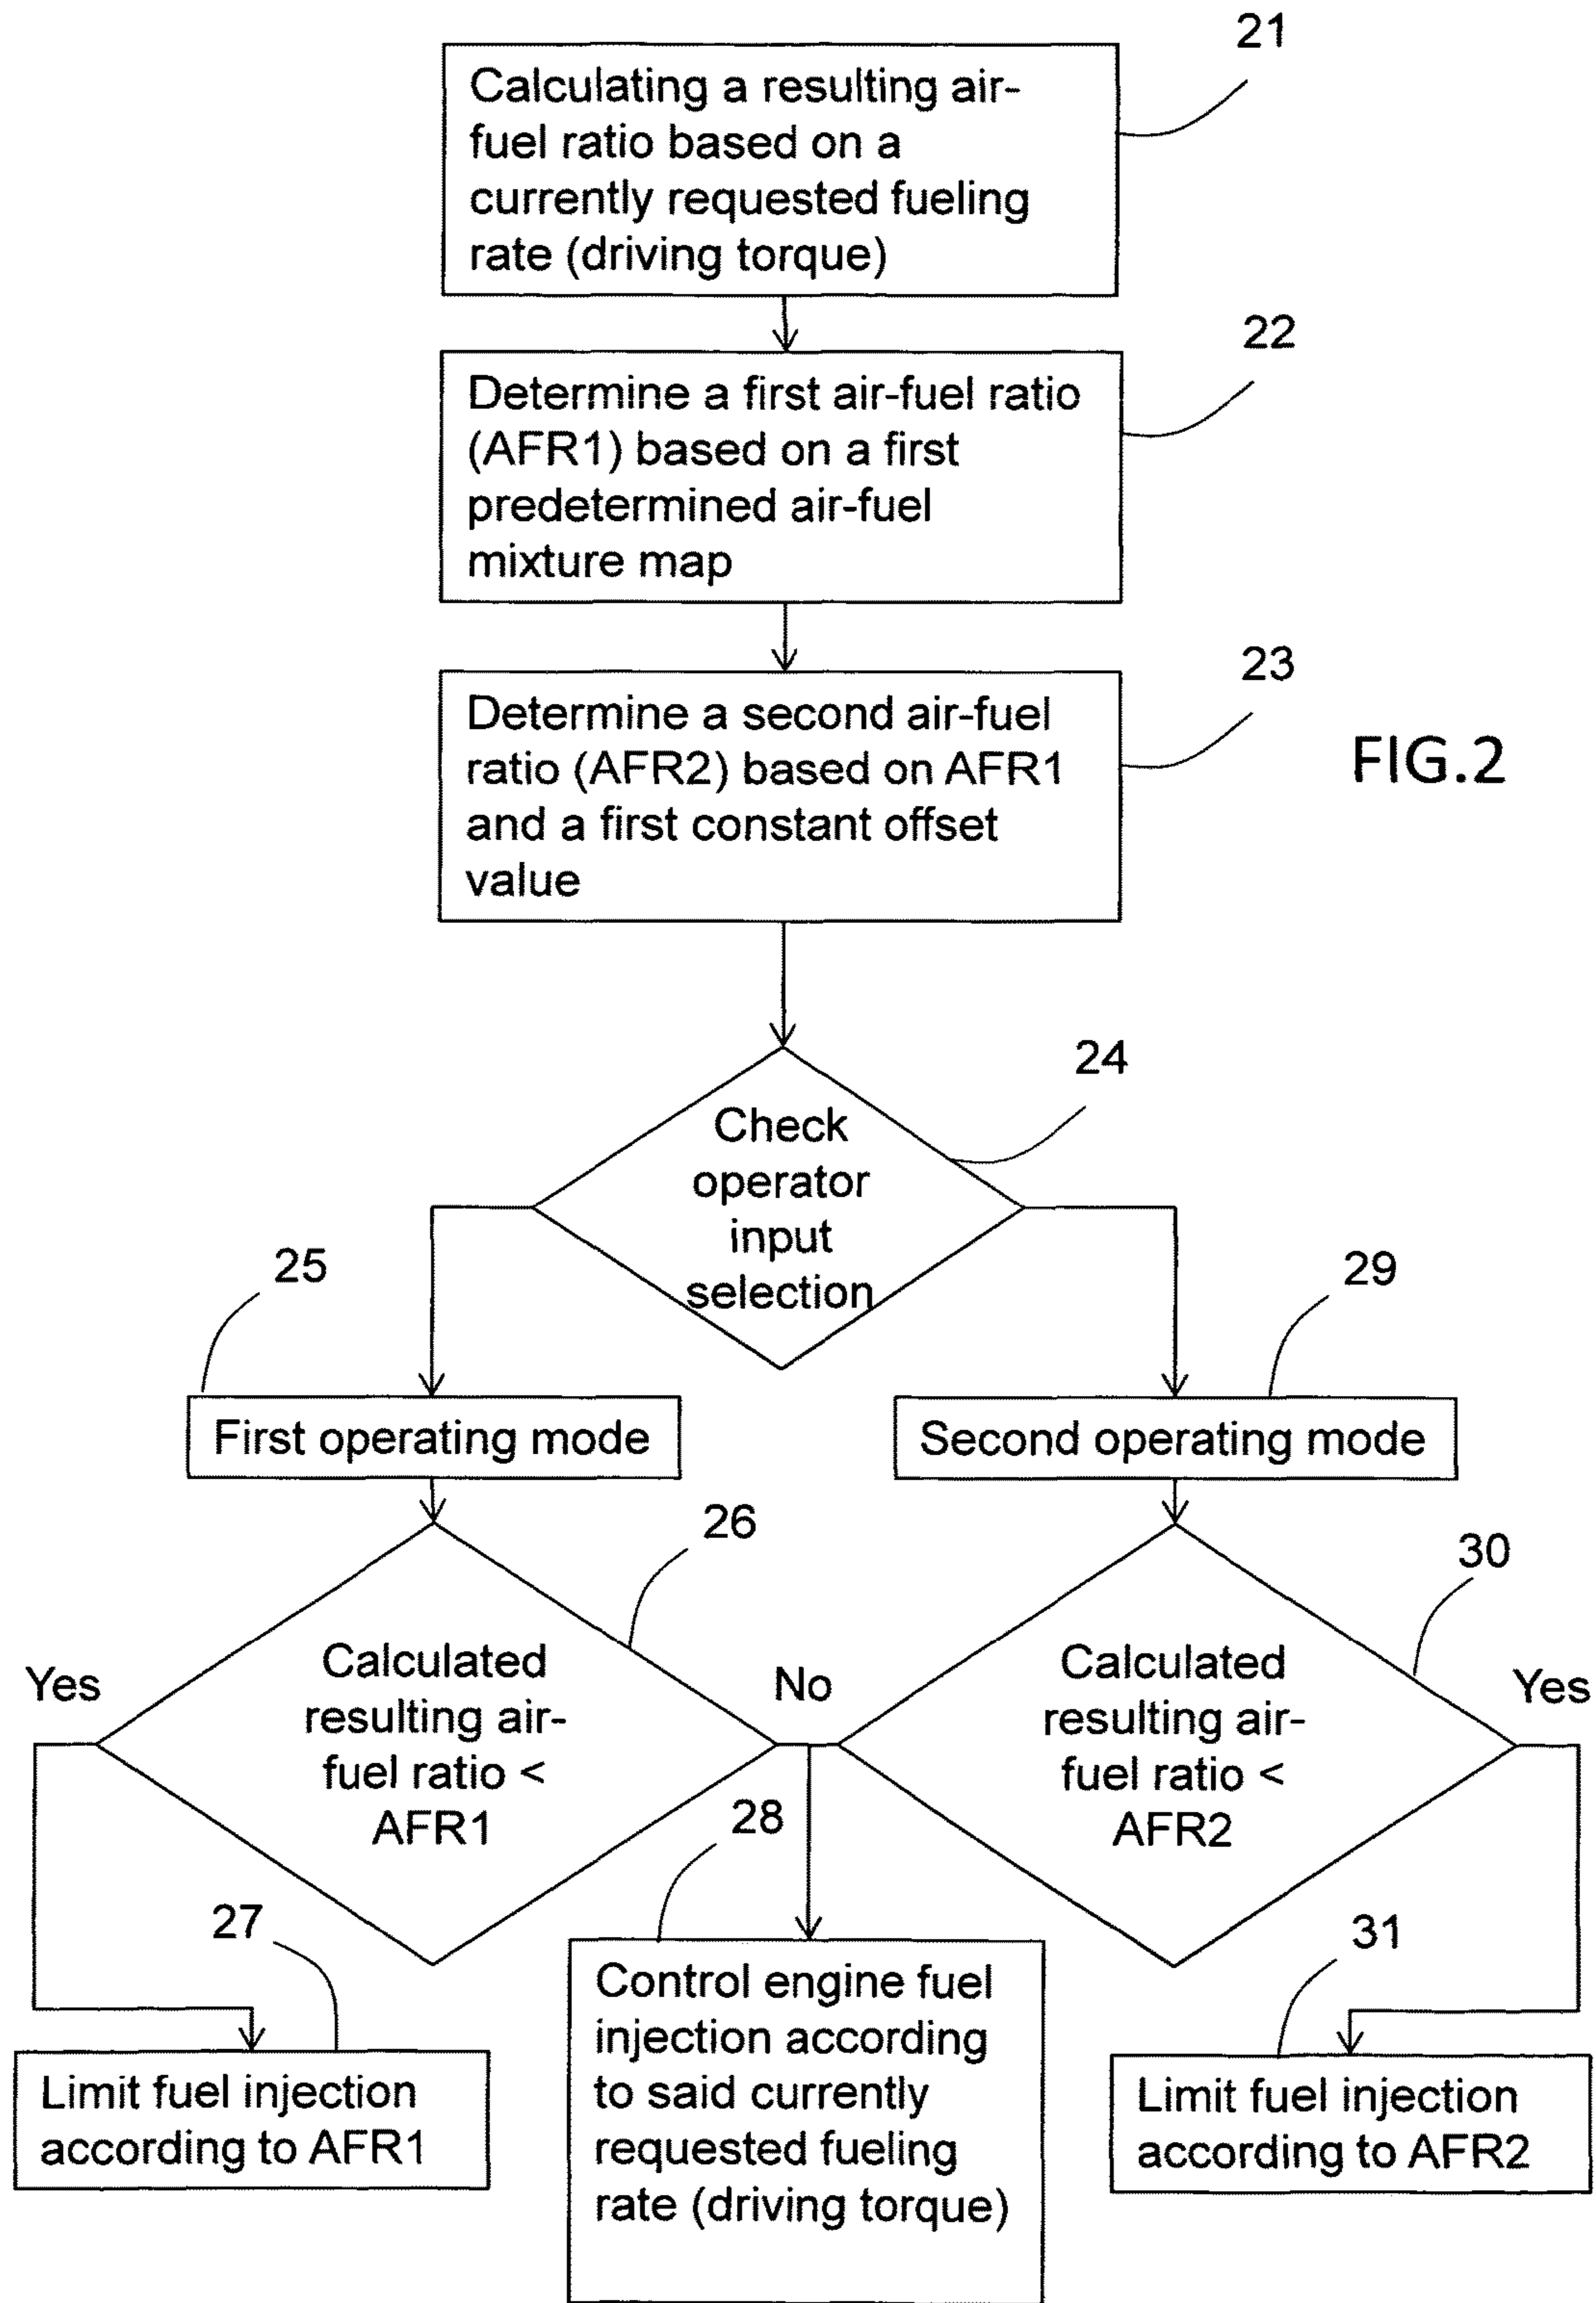 21
Calculating a resulting air-
fuel ratio based on a
currently requested fueling
rate (driving torque)
22
Determine a first air-fuel ratio
(AFR1) based on a first
predetermined air-fuel
mixture map
23
Determine a second air-fuel
ratio (AFR2) based on AFR1
and a first constant offset
value
FIG.2
24
Check
operator
input
selection
25
29
First operating mode
Second operating mode
26
30
Yes
Calculated
resulting air-
fuel ratio <
AFR1
No
Calculated
resulting air-
fuel ratio <
AFR2
Yes
27
28
31
Limit fuel injection
according to AFR1
Control engine fuel
injection according
to said currently
requested fueling
rate (driving torque)
Limit fuel injection
according to AFR2